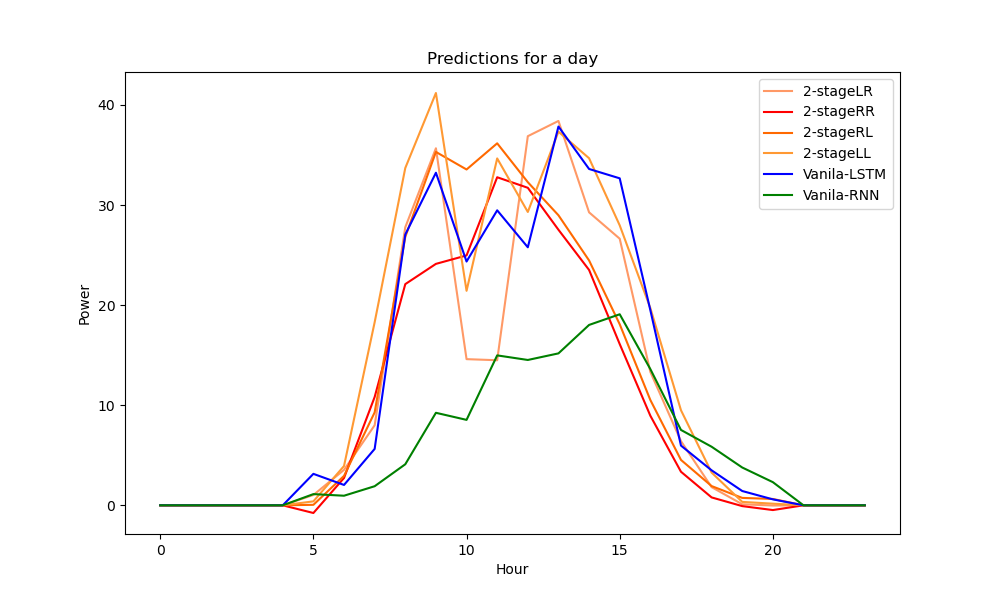 Predictions for a day
2-stageLR
2-stageRR
2-stageRL
2-stageLL
Vanila-LSTM
Vanila-RNN
40
30
20
10
0
Power
0 5 10 15 20
Hour